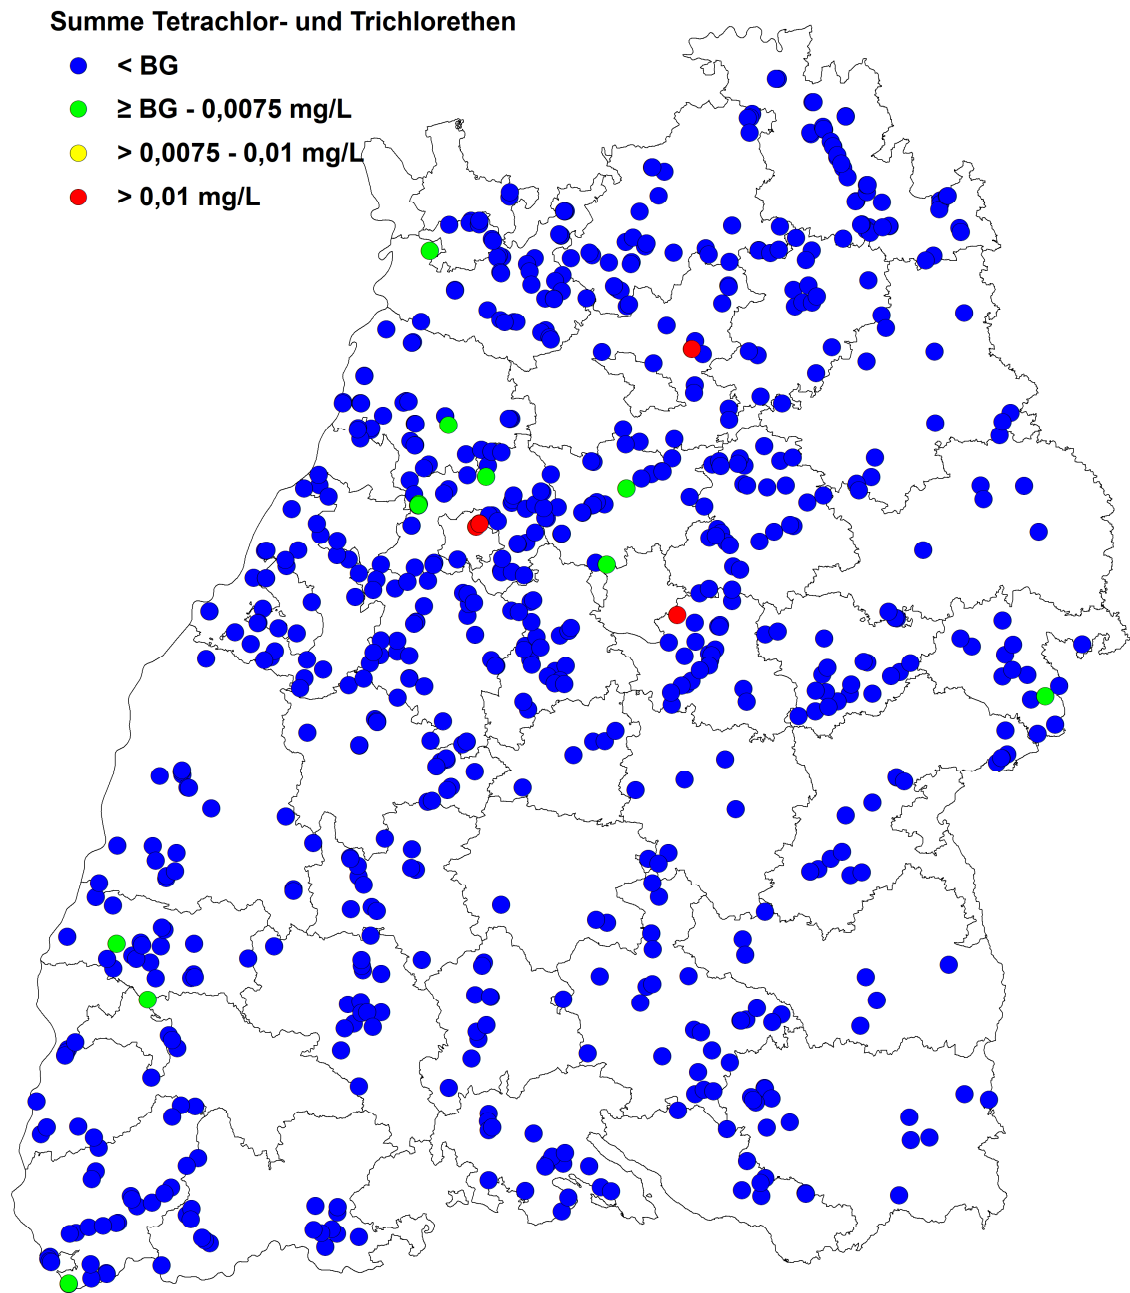 Summe Tetrachlor- und Trichlorethen
< BG
≥ BG - 0,0075 mg/L
> 0,0075 - 0,01 mg/L
> 0,01 mg/L